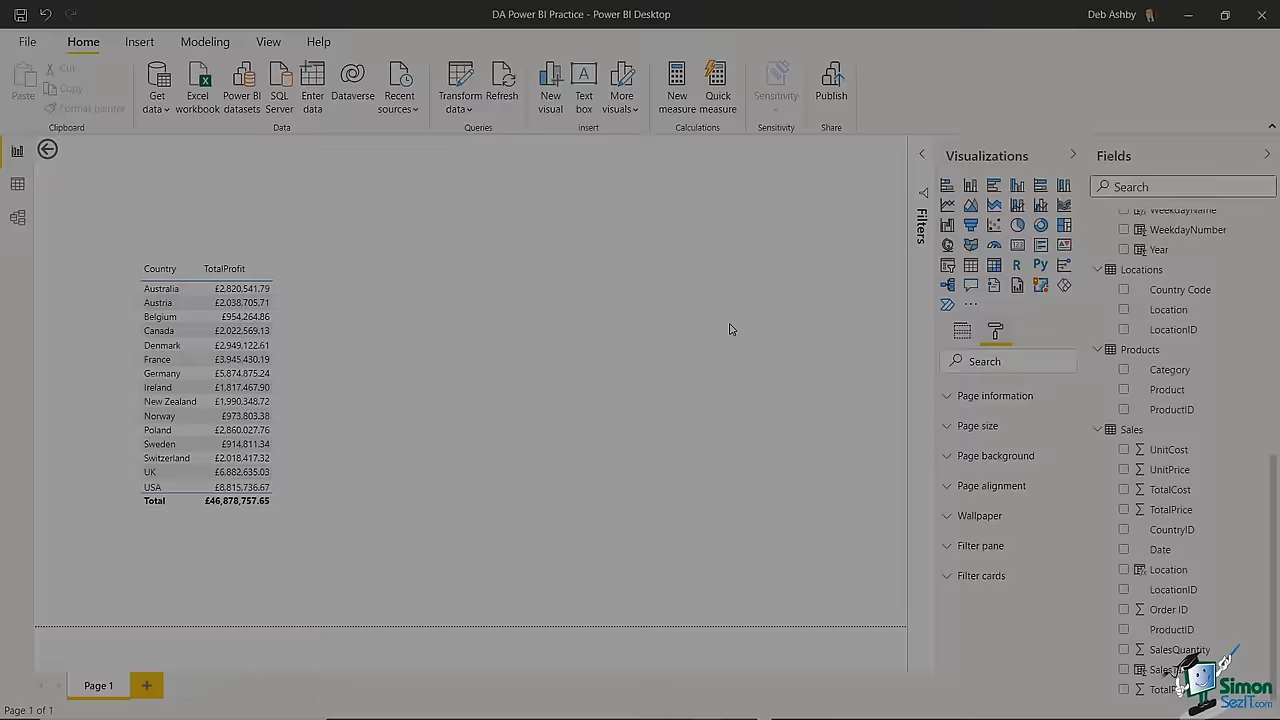 DA Power BI Practice - Power BI Desktop
Deb Ashby
File Home Insert Modeling View Help
Paste
Cut
Copy
Format painter
Clipboard
Get data
Excel workbook
Power BI datasets
SQL Server
Enter data
Dataverse
Recent sources
Data
Transform data
Refresh
Queries
New visual
Text box
More visuals
Insert
New measure
Quick measure
Calculations
Sensitivity
Sensitivity
Publish
Share
Country TotalProfit
Australia £2,820,541.79
Austria £2,038,705.71
Belgium £954,264.86
Canada £2,022,569.13
Denmark £2,949,122.61
France £3,945,430.19
Germany £5,874,875.24
Ireland £1,817,467.90
New Zealand £1,990,348.72
Norway £973,803.38
Poland £2,860,027.76
Sweden £914,811.34
Switzerland £2,018,417.32
UK £6,882,635.03
USA £8,815,736.67
Total £46,878,757.65
Filters
Visualizations
R
Py
Search
Page information
Page size
Page background
Page alignment
Wallpaper
Filter pane
Filter cards
Fields
Search
WeekdayName
WeekdayNumber
Year
Locations
Country Code
Location
LocationID
Products
Category
Product
ProductID
Sales
UnitCost
UnitPrice
TotalCost
TotalPrice
CountryID
Date
Location
LocationID
Order ID
ProductID
SalesQuantity
Page 1
Page 1 of 1
Simon
SezIT.com